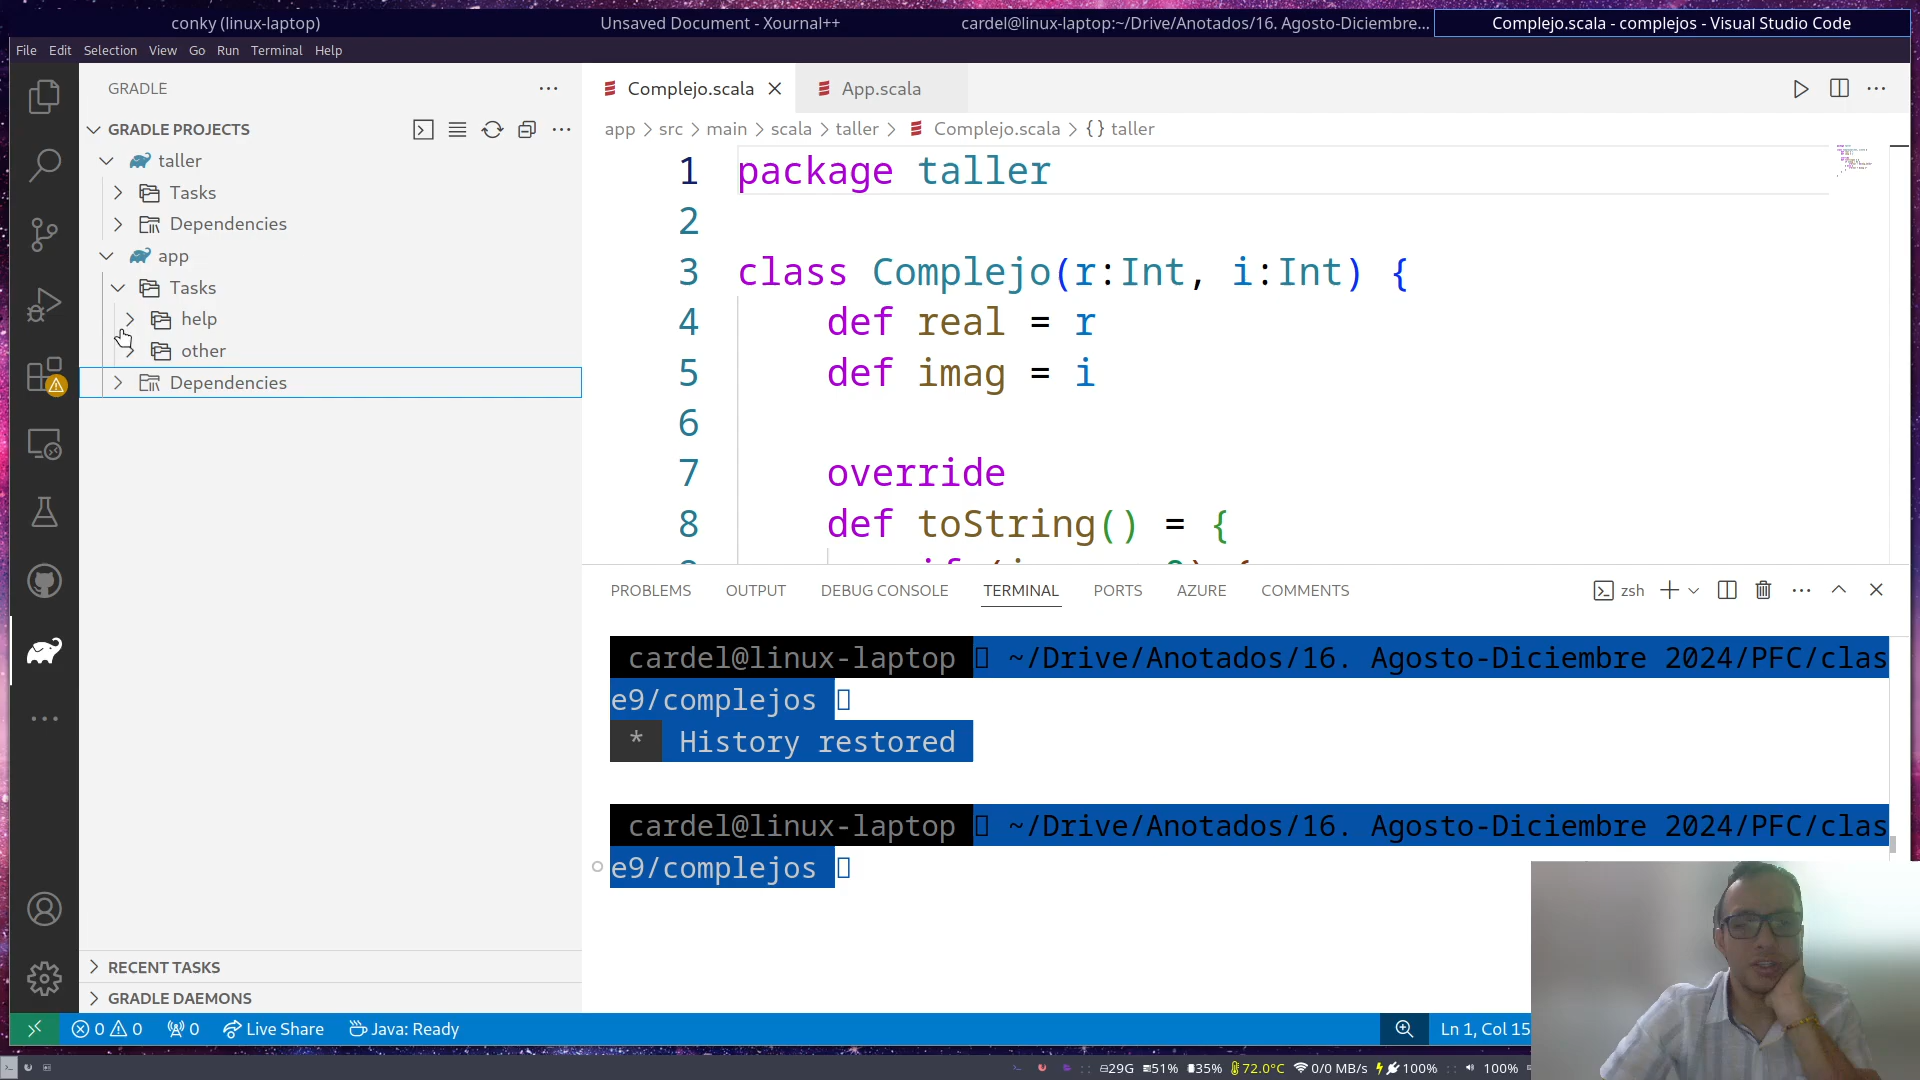 conky (linux-laptop)
Unsaved Document - Xournal++
cardel@linux-laptop:~/Drive/Anotados/16. Agosto-Diciembre...
Complejo.scala - complejos - Visual Studio Code
File Edit Selection View Go Run Terminal Help
GRADLE
GRADLE PROJECTS
taller
Tasks
Dependencies
app
Tasks
help
other
Dependencies
RECENT TASKS
GRADLE DAEMONS
Complejo.scala
App.scala
app > src > main > scala > taller > Complejo.scala > {} taller
1 package taller
2
3 class Complejo(r:Int, i:Int) {
4 def real = r
5 def imag = i
6
7 override
8 def toString() = {
PROBLEMS OUTPUT DEBUG CONSOLE TERMINAL PORTS AZURE COMMENTS
zsh
cardel@linux-laptop ~/Drive/Anotados/16. Agosto-Diciembre 2024/PFC/clas
e9/complejos
* History restored
cardel@linux-laptop ~/Drive/Anotados/16. Agosto-Diciembre 2024/PFC/clas
e9/complejos
0 0 0 Live Share Java: Ready
Ln 1, Col 15
29G 51% 35% 72.0°C 0/0 MB/s 100% 100%